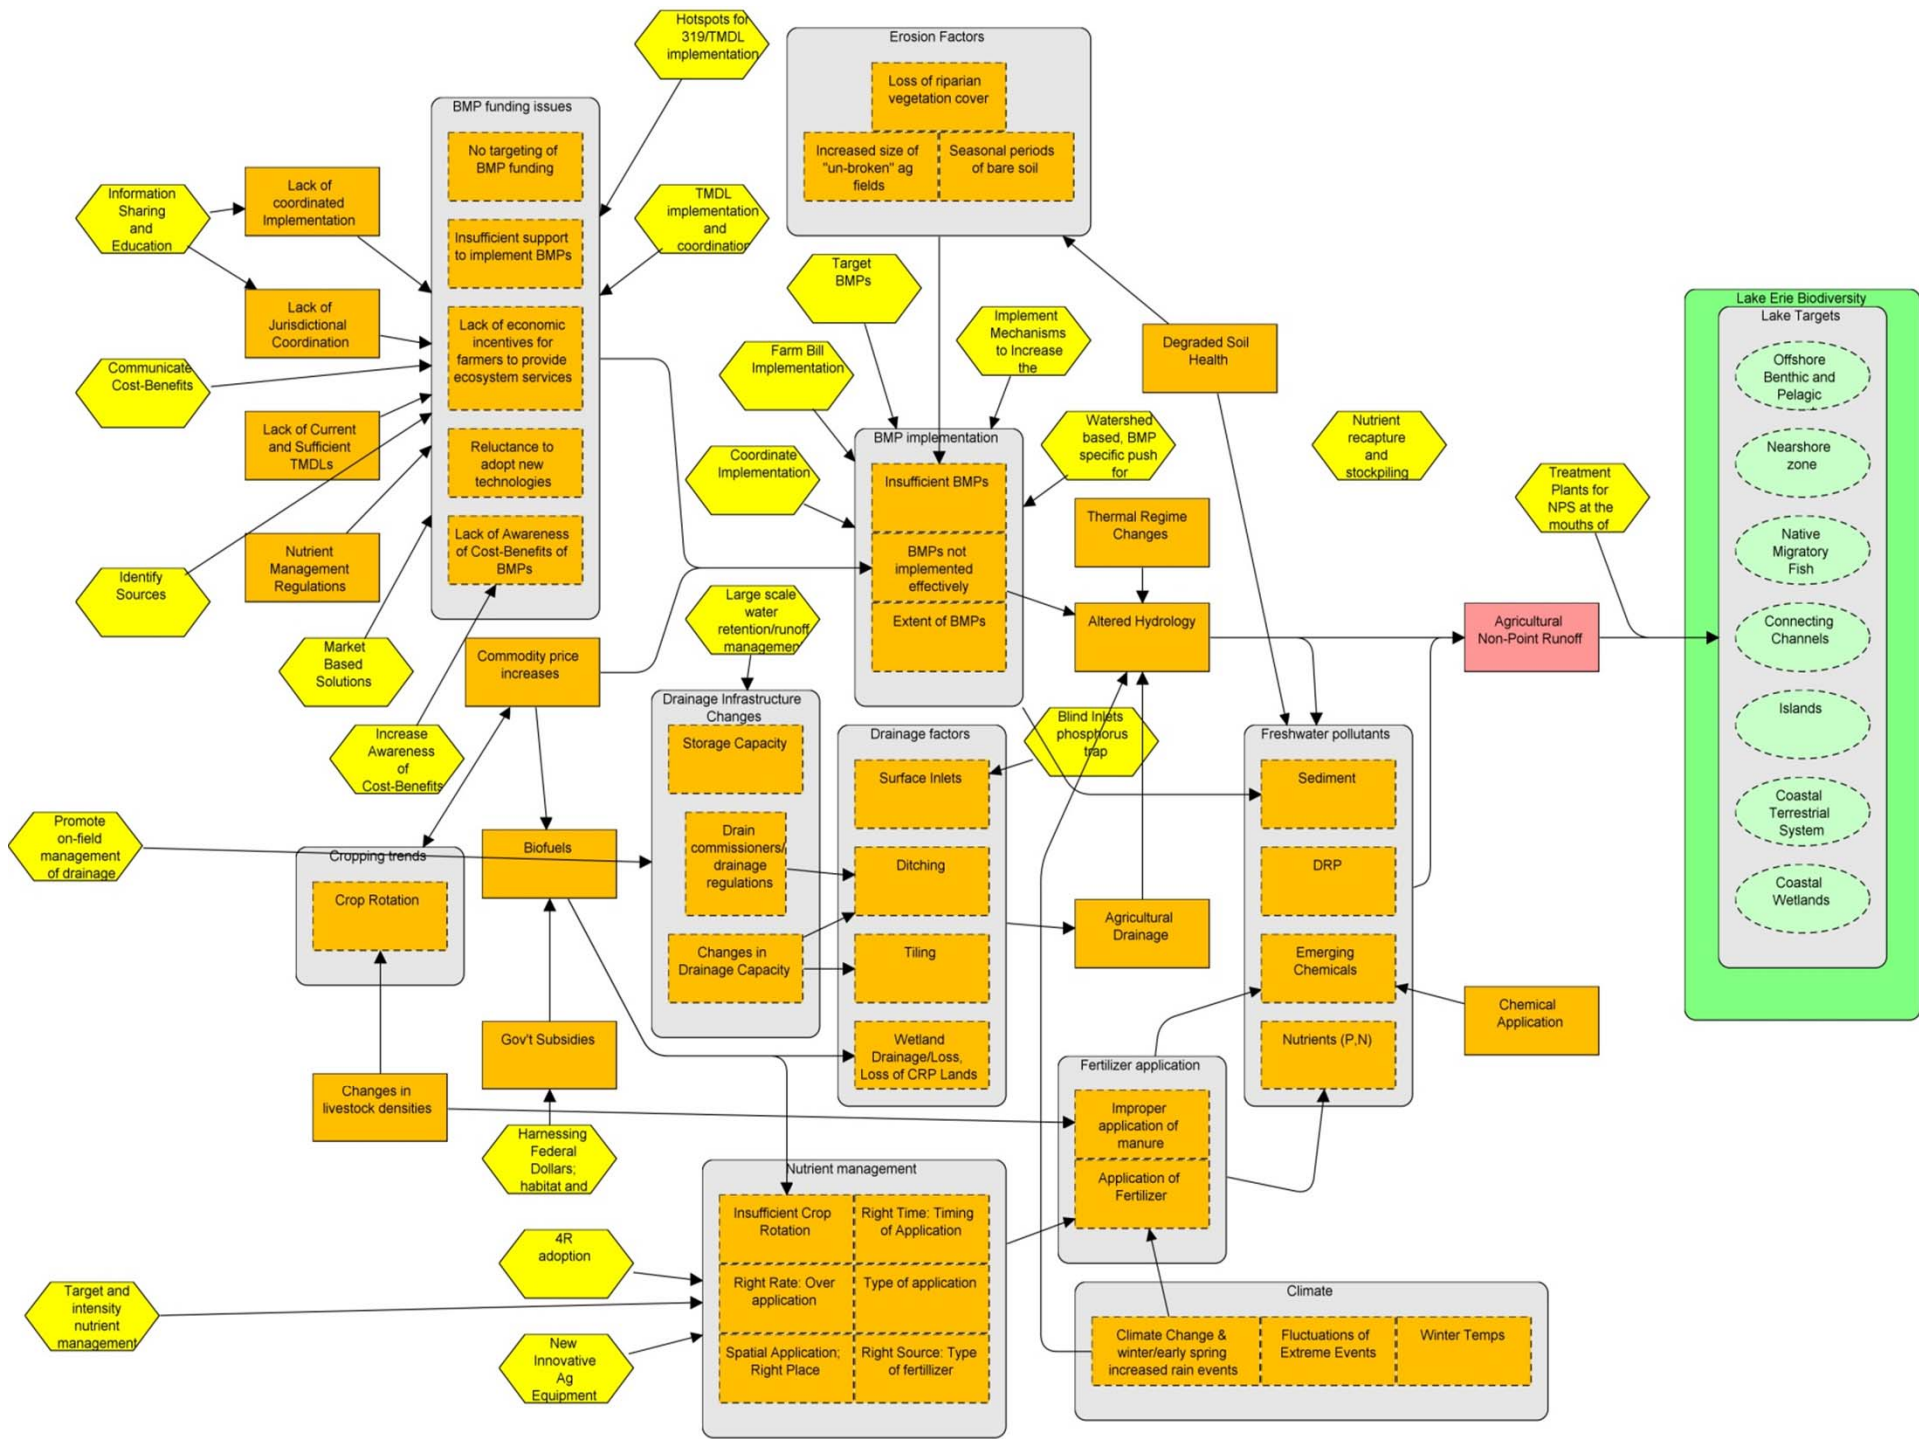 Hotspots for
319/TMDL
implementation
Erosion Factors
Loss of riparian
vegetation cover
Increased size of
"un-broken" ag
fields
Seasonal periods
of bare soil
BMP funding issues
No targeting of
BMP funding
Insufficient support
to implement BMPs
Lack of economic
incentives for
farmers to provide
ecosystem services
Reluctance to
adopt new
technologies
Lack of Awareness
of Cost-Benefits of
BMPs
Information
Sharing
and
Education
Lack of
coordinated
Implementation
Lack of
Jurisdictional
Coordination
Communicate
Cost-Benefits
Lack of Current
and Sufficient
TMDLs
Nutrient
Management
Regulations
Identify
Sources
Market
Based
Solutions
Increase
Awareness
of
Cost-Benefits
TMDL
implementation
and
coordination
Target
BMPs
Farm Bill
Implementation
Implement
Mechanisms
to Increase
the
Coordinate
Implementation
Watershed
based, BMP
specific push
for
BMP implementation
Insufficient BMPs
BMPs not
implemented
effectively
Extent of BMPs
Degraded Soil
Health
Nutrient
recapture
and
stockpiling
Treatment
Plants for
NPS at the
mouths of
Thermal Regime
Changes
Altered Hydrology
Agricultural
Non-Point Runoff
Lake Erie Biodiversity
Lake Targets
Offshore
Benthic and
Pelagic
Nearshore
zone
Native
Migratory
Fish
Connecting
Channels
Islands
Coastal
Terrestrial
System
Coastal
Wetlands
Large scale
water
retention/runoff
managemen
Commodity price
increases
Drainage Infrastructure
Changes
Storage Capacity
Drain
commissioners/
drainage
regulations
Changes in
Drainage Capacity
Drainage factors
Surface Inlets
Ditching
Tiling
Wetland
Drainage/Loss,
Loss of CRP Lands
Blind Inlets
phosphorus
trap
Freshwater pollutants
Sediment
DRP
Emerging
Chemicals
Nutrients (P,N)
Promote
on-field
management
of drainage
Cropping trends
Crop Rotation
Biofuels
Agricultural
Drainage
Gov't Subsidies
Chemical
Application
Changes in
livestock densities
Harnessing
Federal
Dollars;
habitat and
Fertilizer application
Improper
application of
manure
Application of
Fertilizer
Nutrient management
Insufficient Crop
Rotation
Right Time: Timing
of Application
Right Rate: Over
application
Type of application
Spatial Application;
Right Place
Right Source: Type
of fertillizer
4R
adoption
Target and
intensity
nutrient
management
New
Innovative
Ag
Equipment
Climate
Climate Change &
winter/early spring
increased rain events
Fluctuations of
Extreme Events
Winter Temps